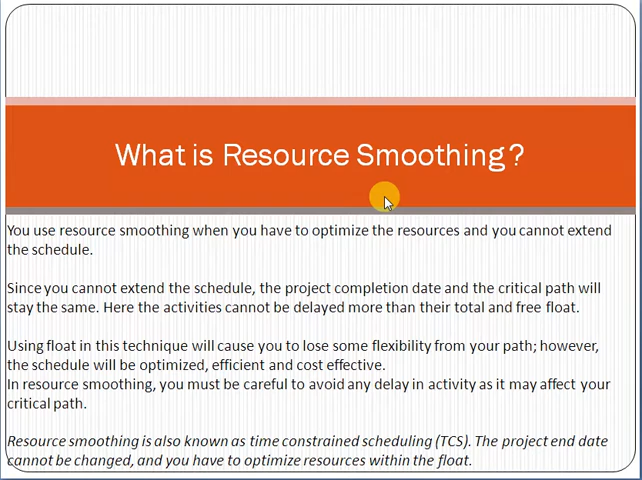 What is Resource Smoothing?
You use resource smoothing when you have to optimize the resources and you cannot extend
the schedule.
Since you cannot extend the schedule, the project completion date and the critical path will
stay the same. Here the activities cannot be delayed more than their total and free float.
Using float in this technique will cause you to lose some flexibility from your path; however,
the schedule will be optimized, efficient and cost effective.
In resource smoothing, you must be careful to avoid any delay in activity as it may affect your
critical path.
Resource smoothing is also known as time constrained scheduling (TCS). The project end date
cannot be changed, and you have to optimize resources within the float.